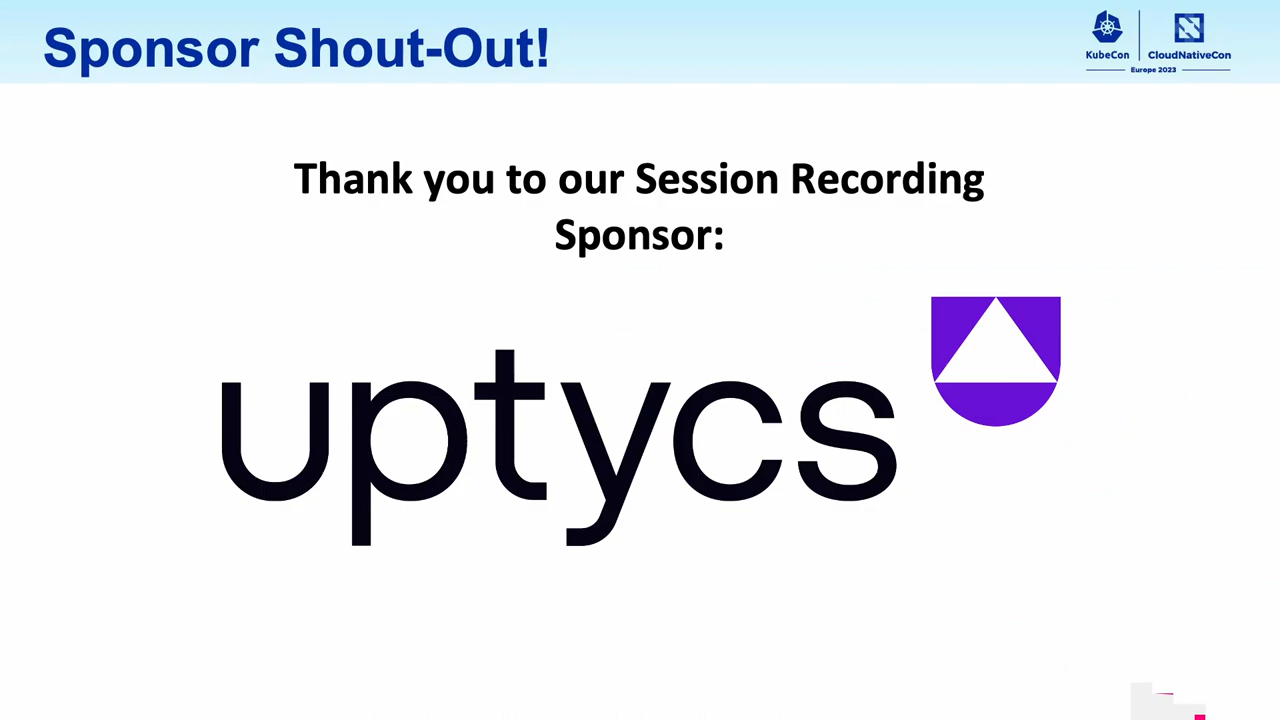 Sponsor Shout-Out!
KubeCon
CloudNativeCon
Europe 2023
Thank you to our Session Recording
Sponsor:
uptycs